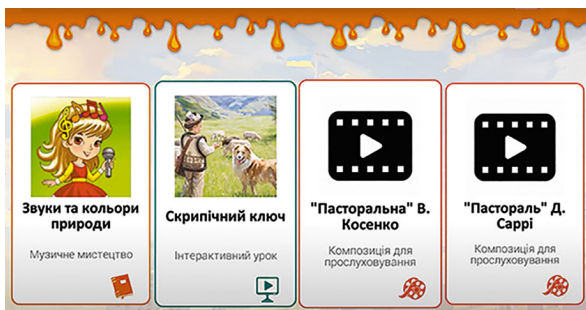 Звуки та кольори
природи
Музичне мистецтво
Скрипічний ключ
Інтерактивний урок
"Пасторальна" В.
Косенко
Композиція для
прослуховування
"Пастораль" Д.
Саррі
Композиція для
прослуховування